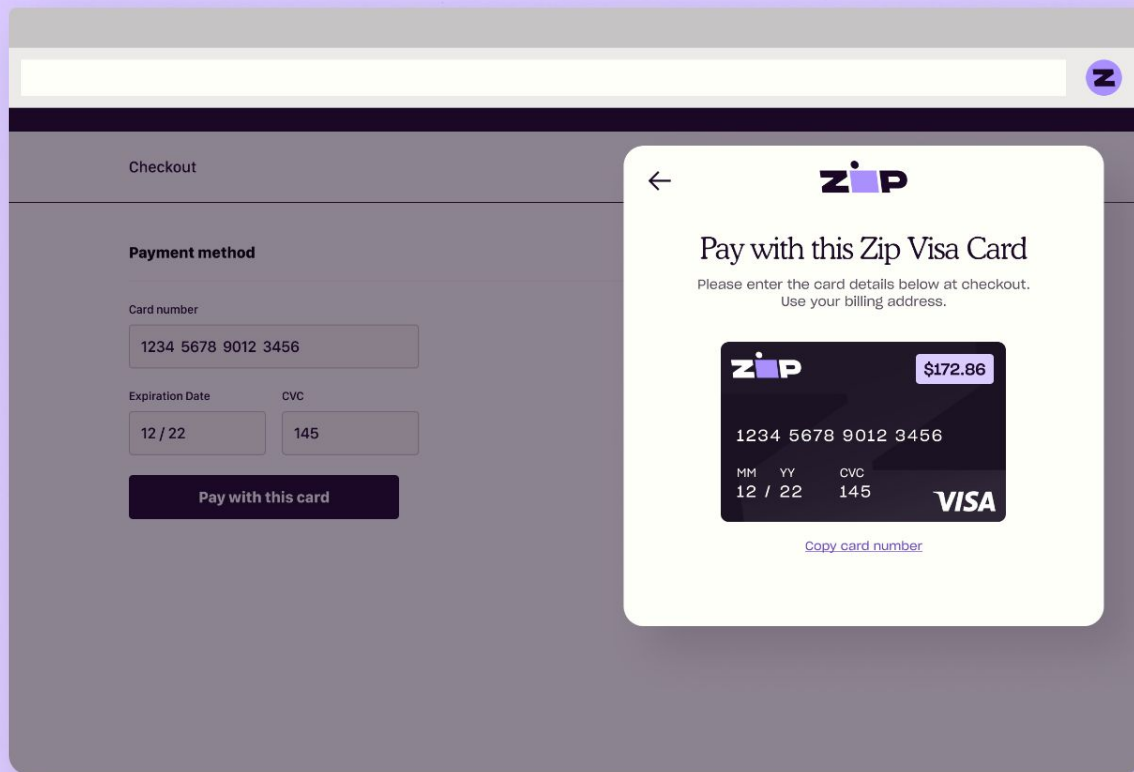 Z
Checkout
Payment method
Card number
1234 5678 9012 3456
Expiration Date
CVC
12 / 22
145
Pay with this card
zip
Pay with this Zip Visa Card
Please enter the card details below at checkout.
Use your billing address.
zip
$172.86
1234 5678 9012 3456
MM YY CVC
12 / 22 145
VISA
Copy card number